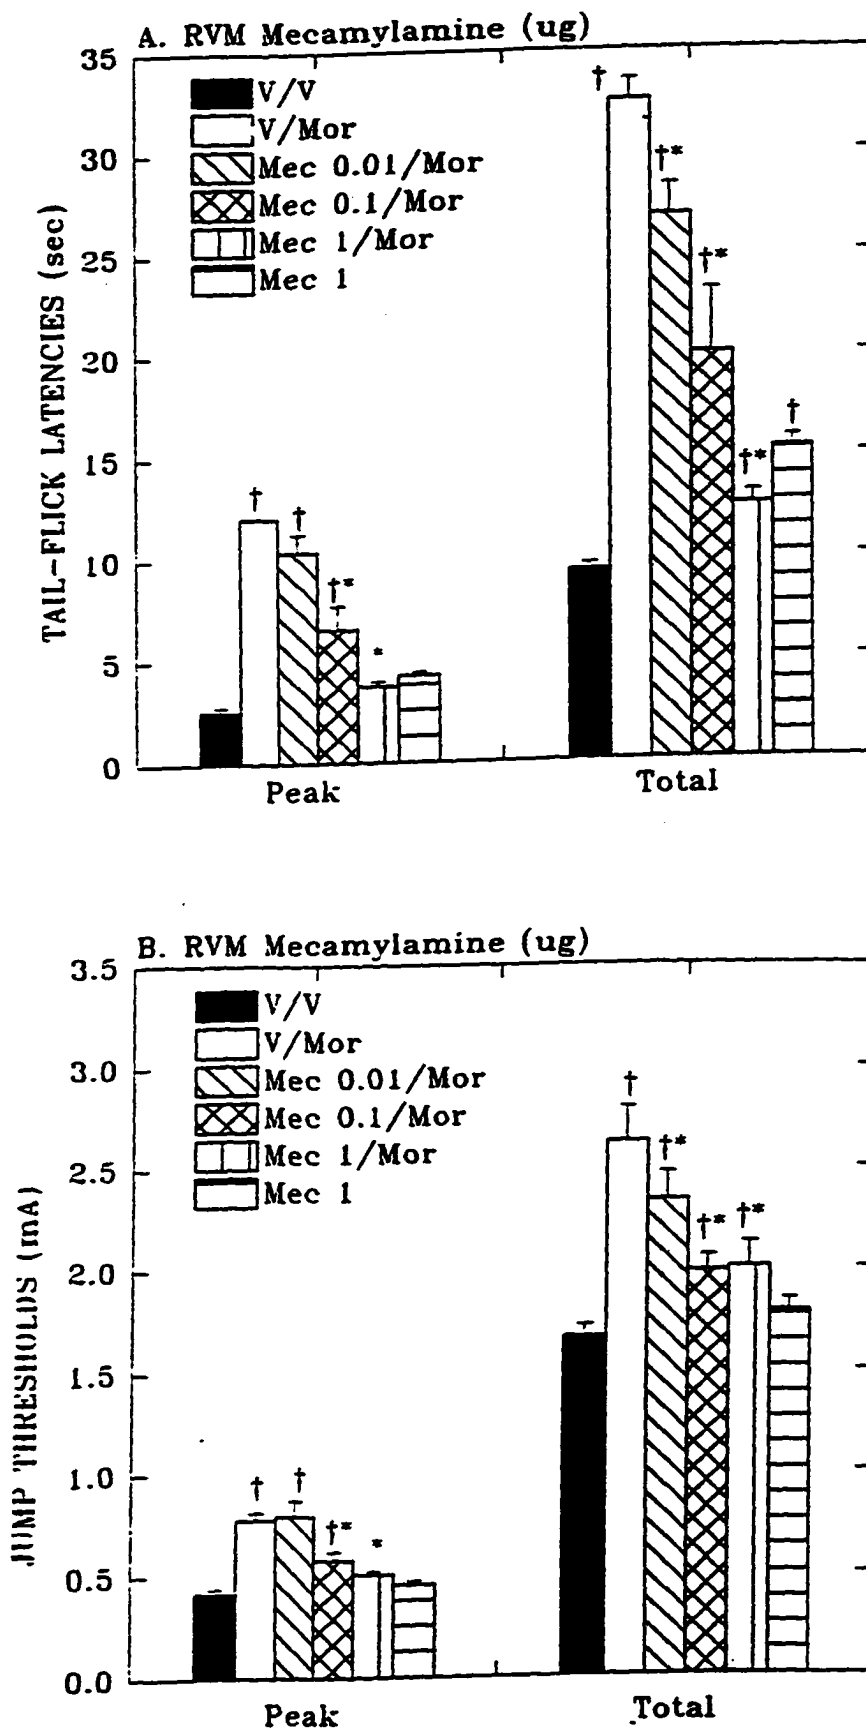 A. RVM Mecamylamine (ug)
35
30
25
20
15
10
5
0
TAIL-FLICK LATENCIES (sec)
V/V
V/Mor
Mec 0.01/Mor
Mec 0.1/Mor
Mec 1/Mor
Mec 1
†
†
†*
*
†
†*
†*
†*
†
Peak
Total
B. RVM Mecamylamine (ug)
3.5
3.0
2.5
2.0
1.5
1.0
0.5
0.0
JUMP THRESHOLDS (mA)
V/V
V/Mor
Mec 0.01/Mor
Mec 0.1/Mor
Mec 1/Mor
Mec 1
†
†
†*
*
†
†*
†*
†*
Peak
Total